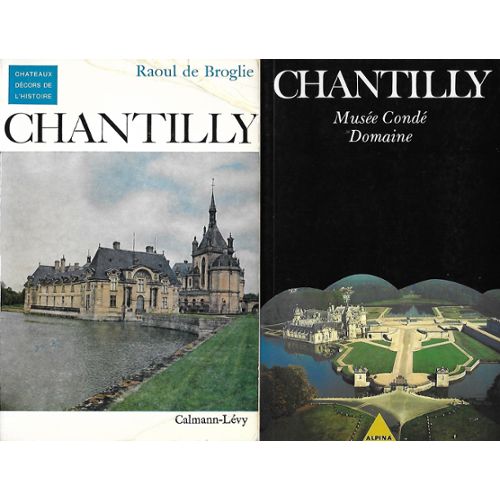 CHATEAUX
DÉCORS DE
L'HISTOIRE
Raoul de Broglie
CHANTILLY
Calmann-Lévy
CHANTILLY
Musée Condé
Domaine
ALPINA